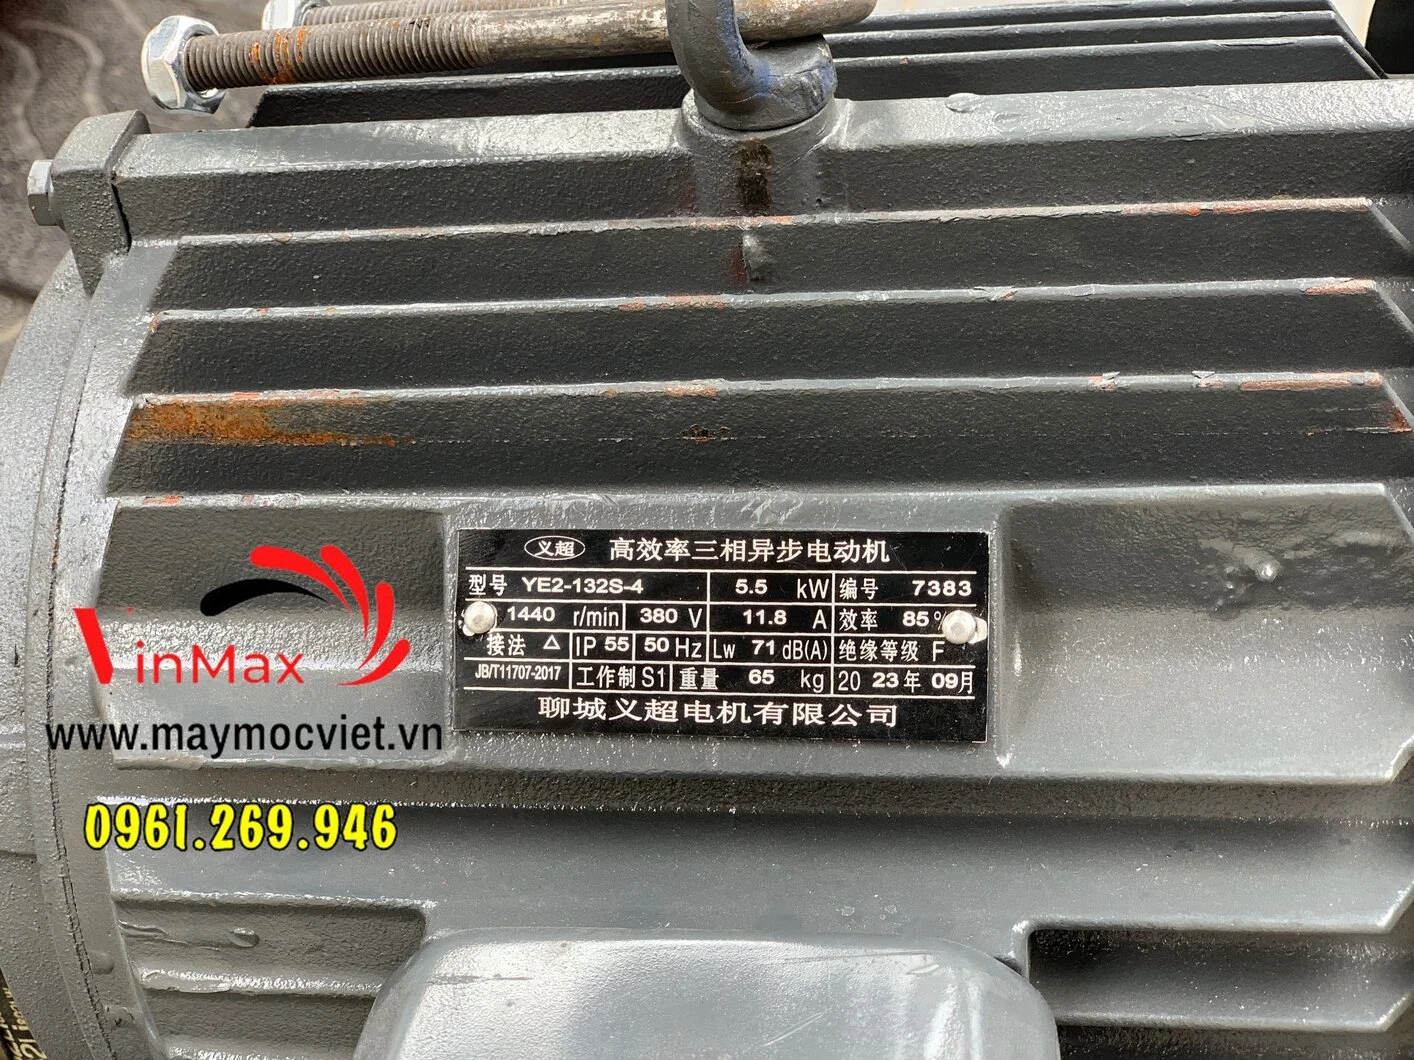 义超 高效率三相异步电动机
型号 YE2-132S-4 5.5 kW 编号 7383
1440 r/min 380 V 11.8 A 效率 85%
接法 △ IP 55 50 Hz Lw 71 dB(A) 绝缘等级 F
JB/T11707-2017 工作制 S1 重量 65 kg 20 23 年 09 月
聊城义超电机有限公司
VinMax
www.maymocviet.vn
0961.269.946